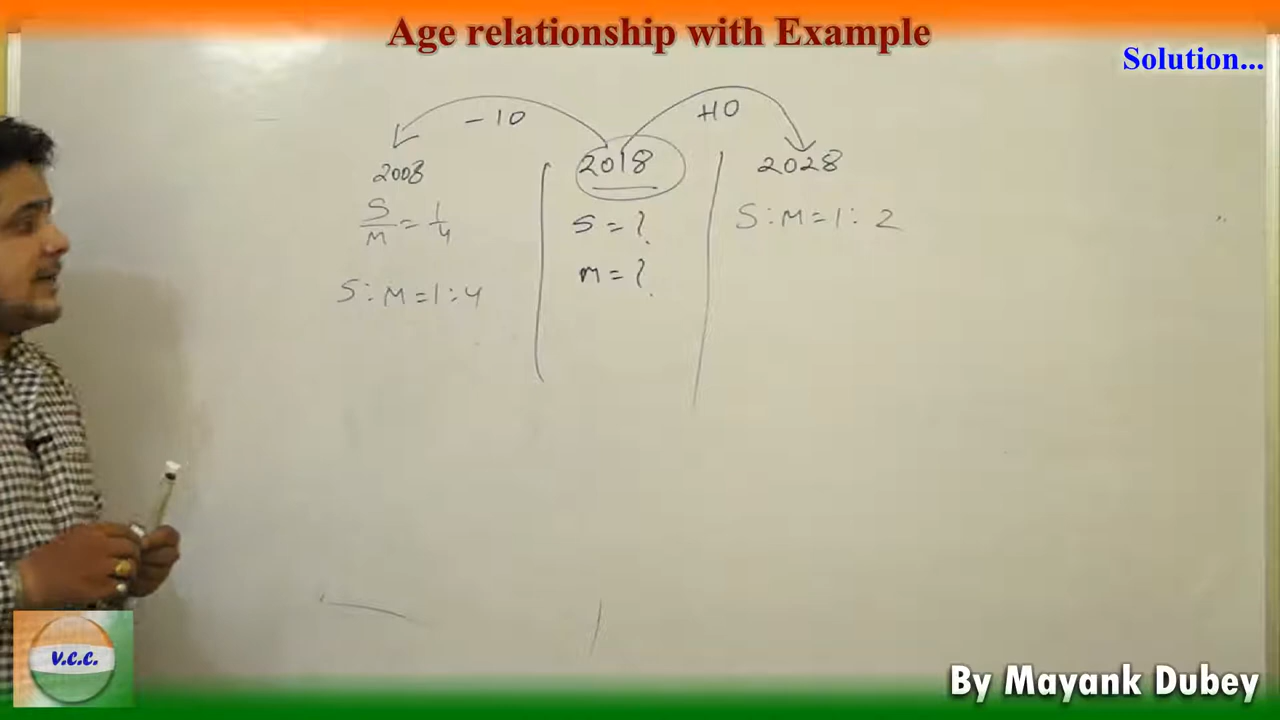 Age relationship with Example
Solution...
-10
+10
2008
2018
2028
S/M = 1/4
S = ?
S : M = 1 : 2
m = ?
S : M = 1 : 4
V.C.C.
By Mayank Dubey